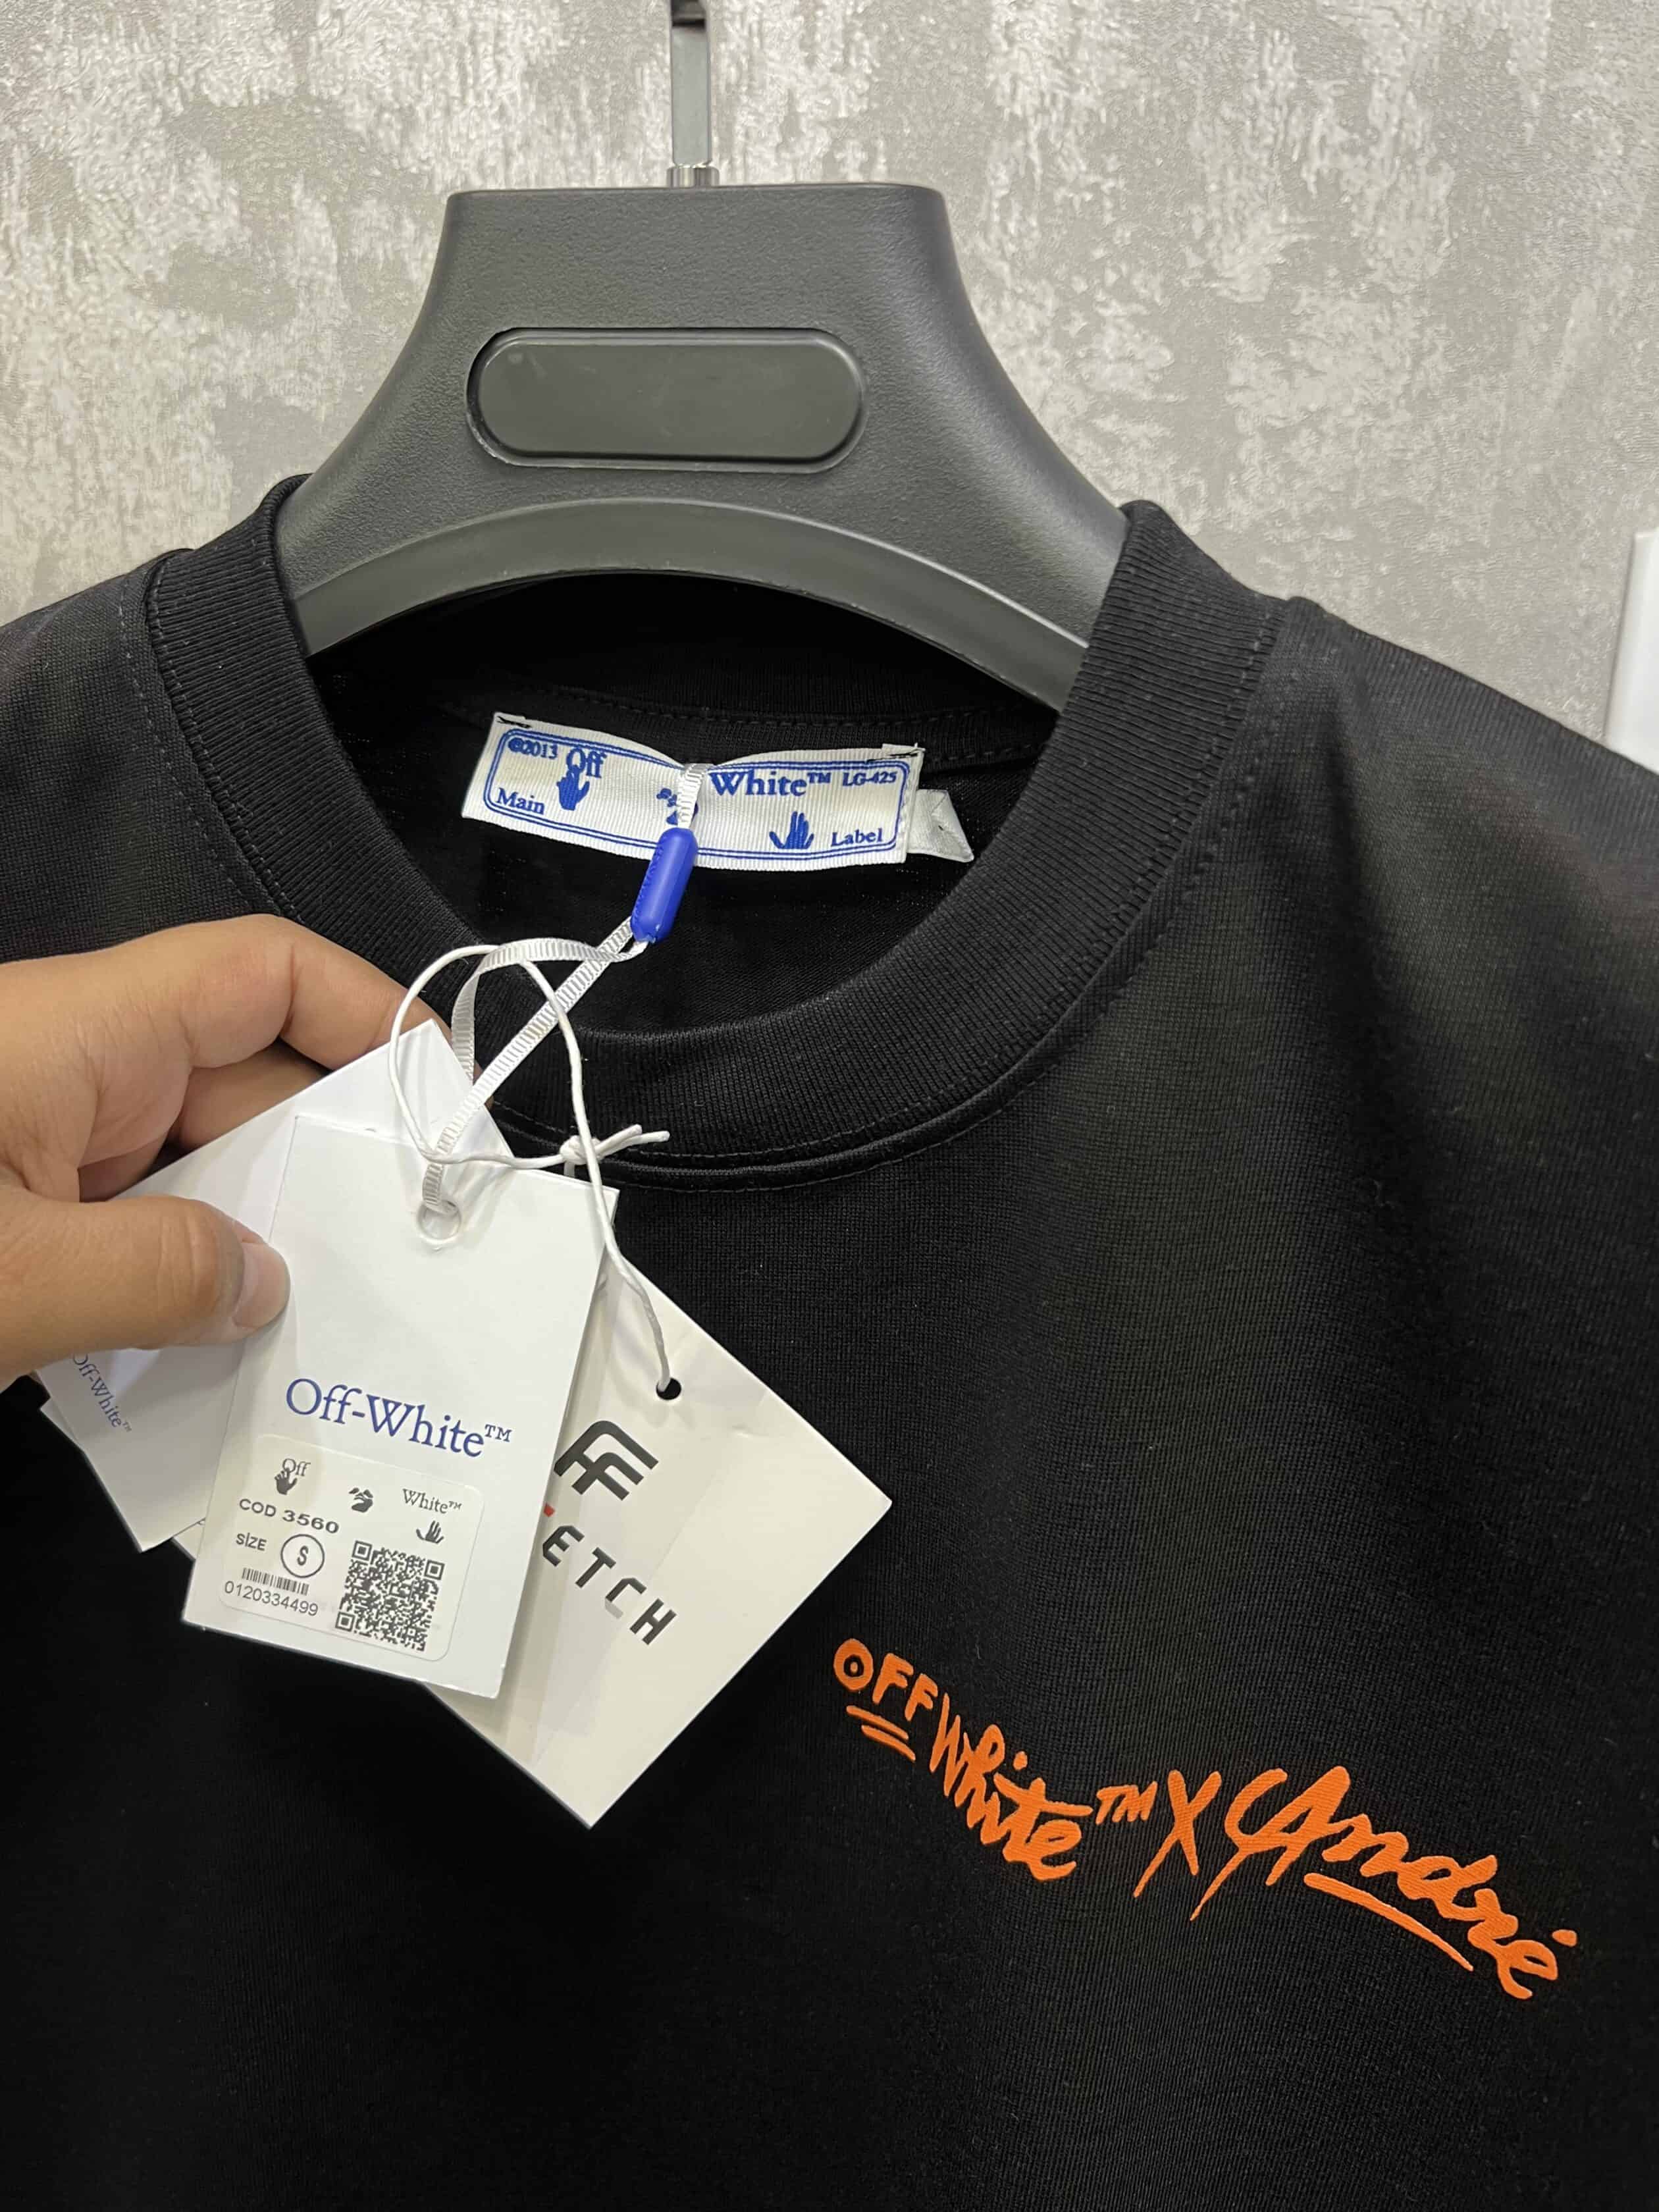 ©2013 Off White™ LG-425
Main Label
Off-White™
Off-White™
Off White™
COD 3560
SIZE S
0120334499
ETCH
OFF White™ X André